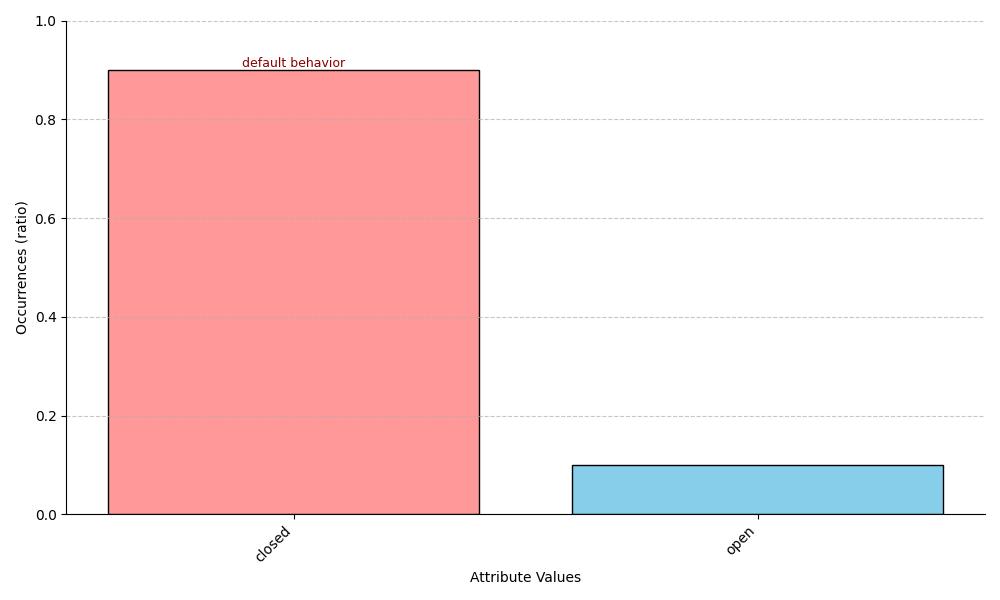 1.0
default behavior
0.8
0.6
0.4
0.2
0.0
Occurrences (ratio)
closed
open
Attribute Values